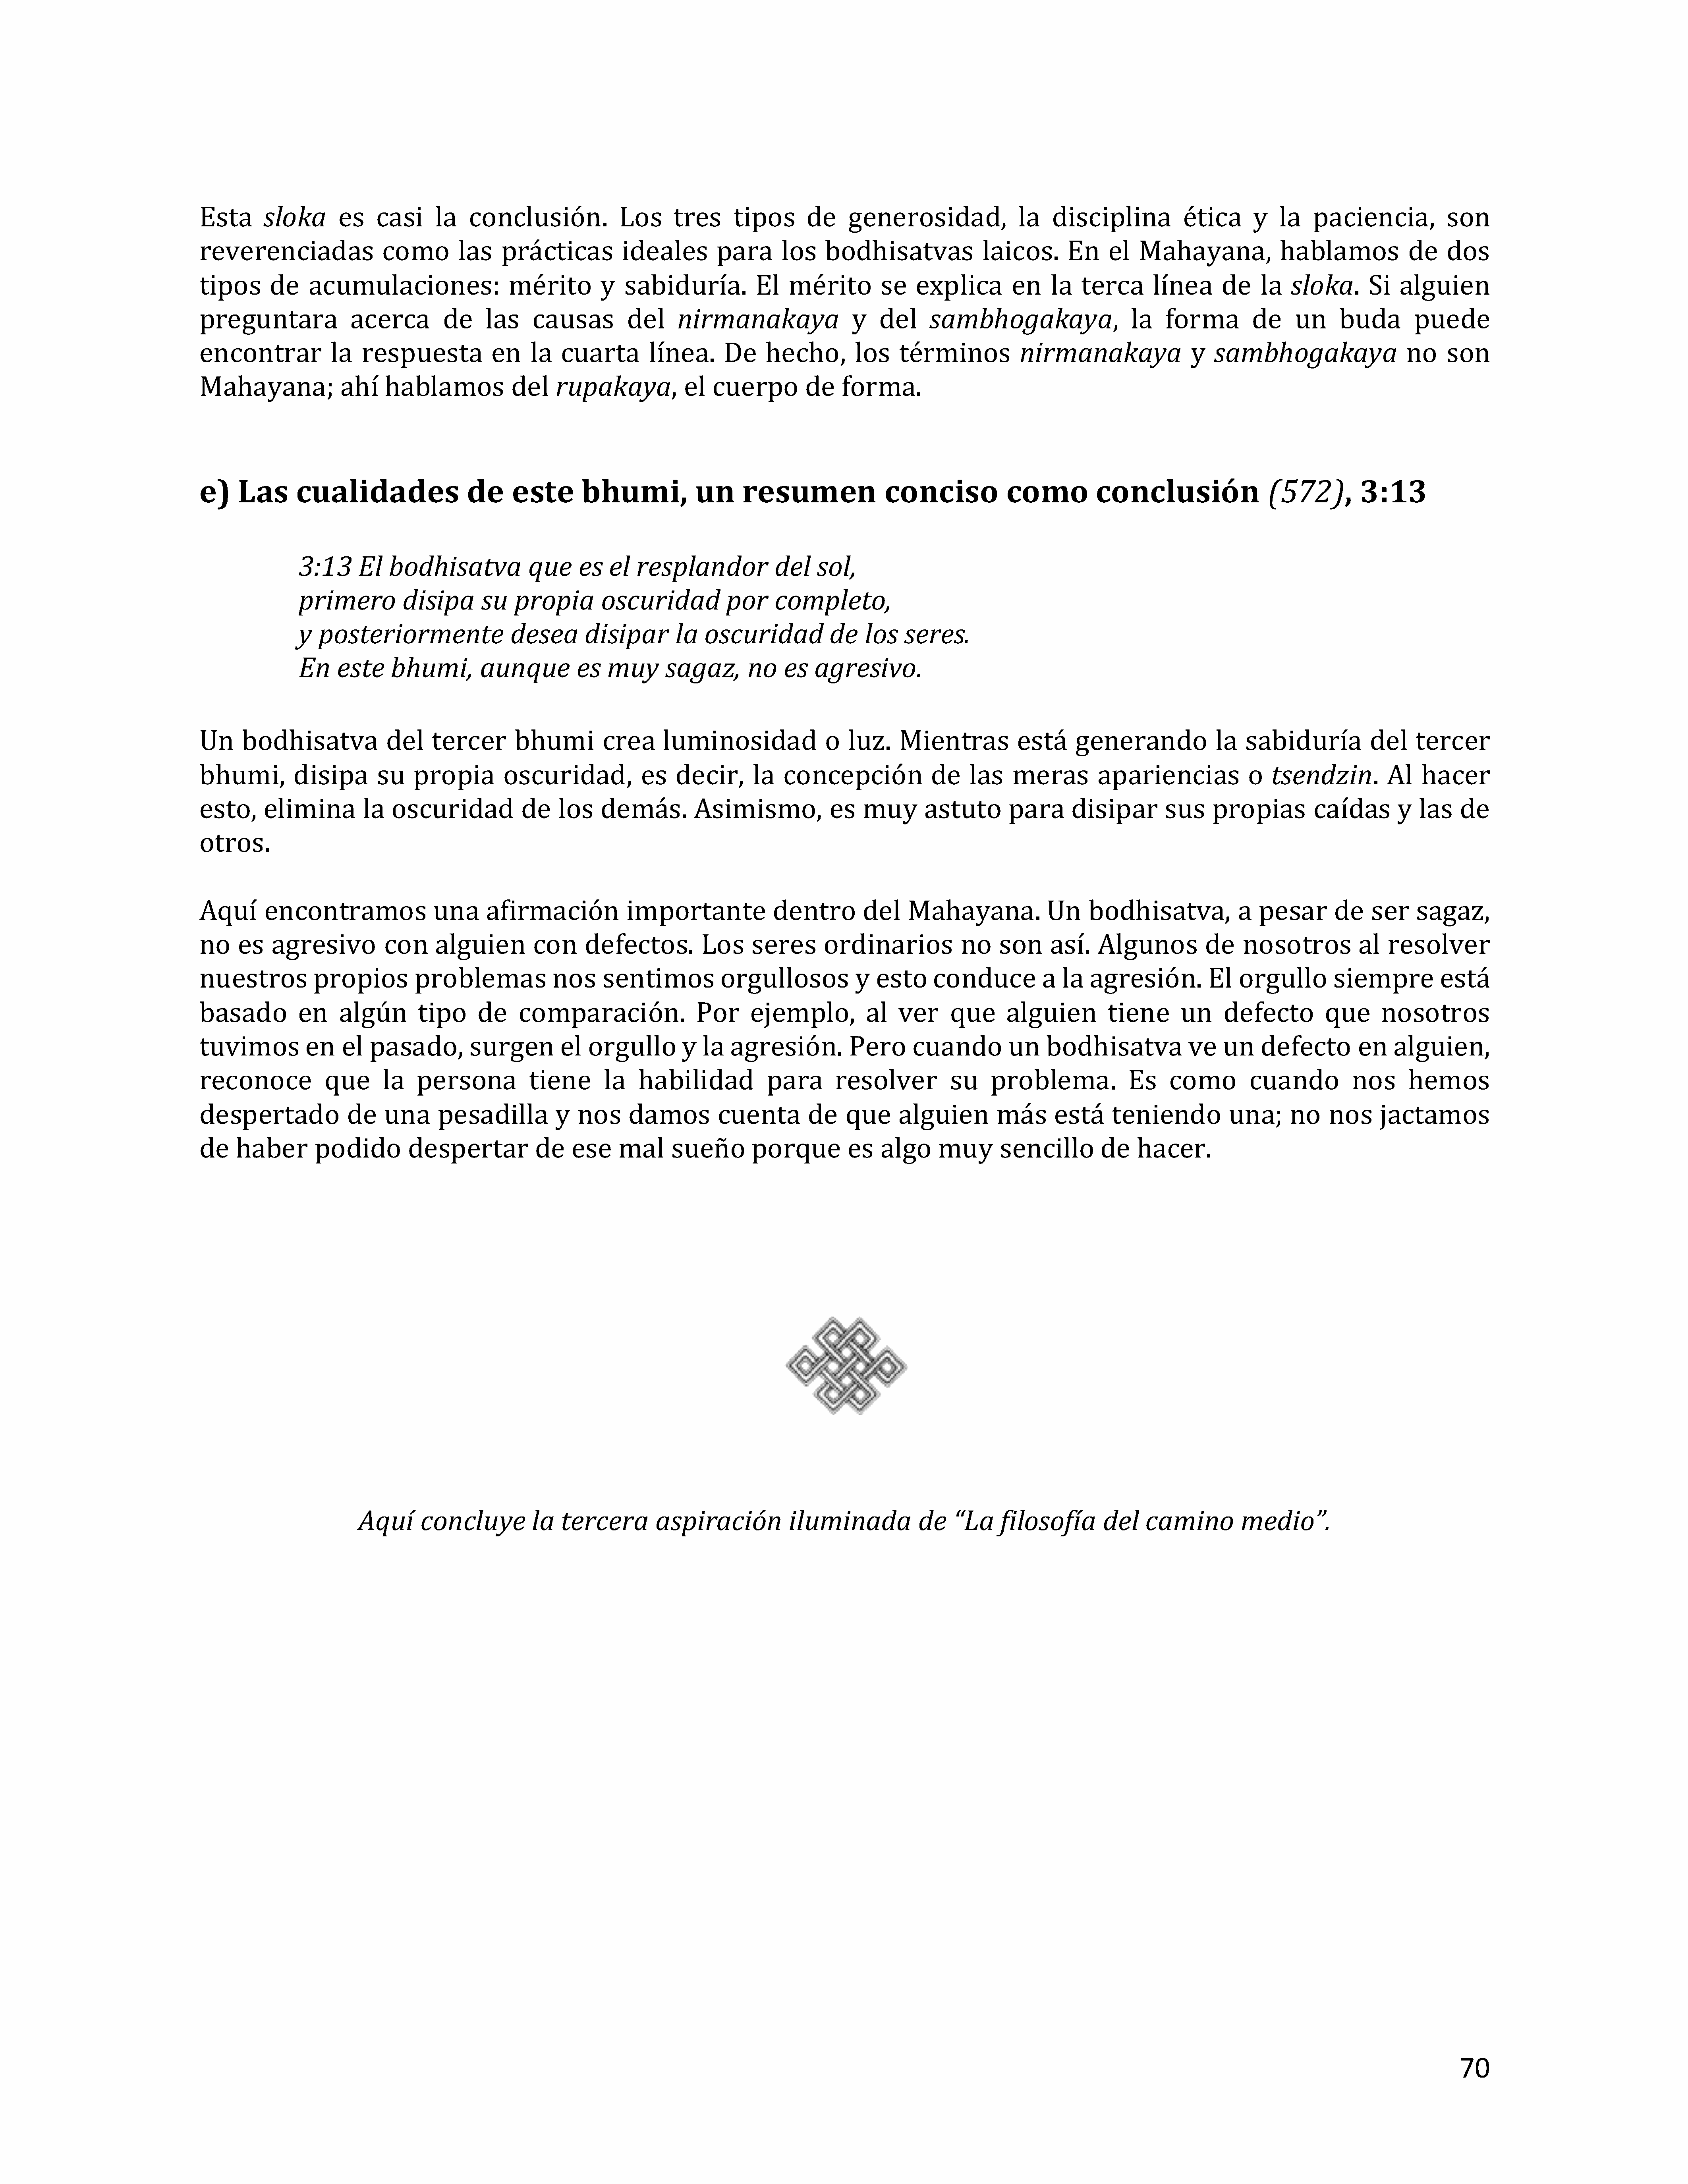 Esta sloka es casi la conclusión. Los tres tipos de generosidad, la disciplina ética y la paciencia, son
reverenciadas como las prácticas ideales para los bodhisatvas laicos. En el Mahayana, hablamos de dos
tipos de acumulaciones: mérito y sabiduría. El mérito se explica en la terca línea de la sloka. Si alguien
preguntara acerca de las causas del nirmanakaya y del sambhogakaya, la forma de un buda puede
encontrar la respuesta en la cuarta línea. De hecho, los términos nirmanakaya y sambhogakaya no son
Mahayana; ahí hablamos del rupakaya, el cuerpo de forma.
e) Las cualidades de este bhumi, un resumen conciso como conclusión (572), 3:13
3:13 El bodhisatva que es el resplandor del sol,
primero disipa su propia oscuridad por completo,
y posteriormente desea disipar la oscuridad de los seres.
En este bhumi, aunque es muy sagaz, no es agresivo.
Un bodhisatva del tercer bhumi crea luminosidad o luz. Mientras está generando la sabiduría del tercer
bhumi, disipa su propia oscuridad, es decir, la concepción de las meras apariencias o tsendzin. Al hacer
esto, elimina la oscuridad de los demás. Asimismo, es muy astuto para disipar sus propias caídas y las de
otros.
Aquí encontramos una afirmación importante dentro del Mahayana. Un bodhisatva, a pesar de ser sagaz,
no es agresivo con alguien con defectos. Los seres ordinarios no son así. Algunos de nosotros al resolver
nuestros propios problemas nos sentimos orgullosos y esto conduce a la agresión. El orgullo siempre está
basado en algún tipo de comparación. Por ejemplo, al ver que alguien tiene un defecto que nosotros
tuvimos en el pasado, surgen el orgullo y la agresión. Pero cuando un bodhisatva ve un defecto en alguien,
reconoce que la persona tiene la habilidad para resolver su problema. Es como cuando nos hemos
despertado de una pesadilla y nos damos cuenta de que alguien más está teniendo una; no nos jactamos
de haber podido despertar de ese mal sueño porque es algo muy sencillo de hacer.
Aquí concluye la tercera aspiración iluminada de “La filosofía del camino medio”.
70